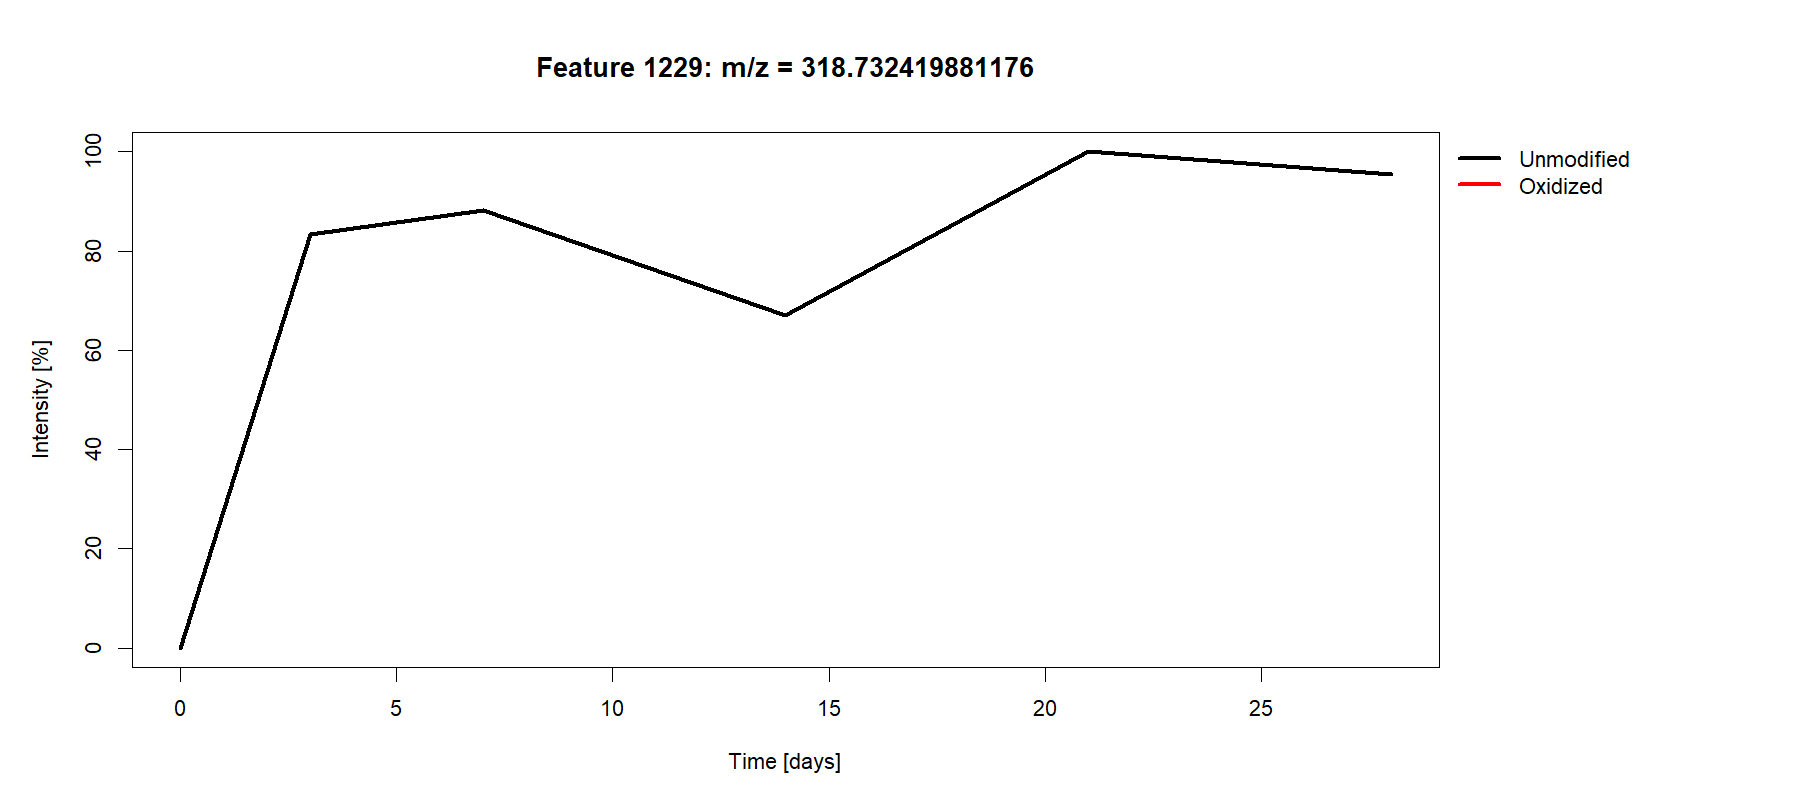 Feature 1229: m/z = 318.732419881176
Unmodified
Oxidized
Intensity [%]
100
80
60
40
20
0
0 5 10 15 20 25
Time [days]